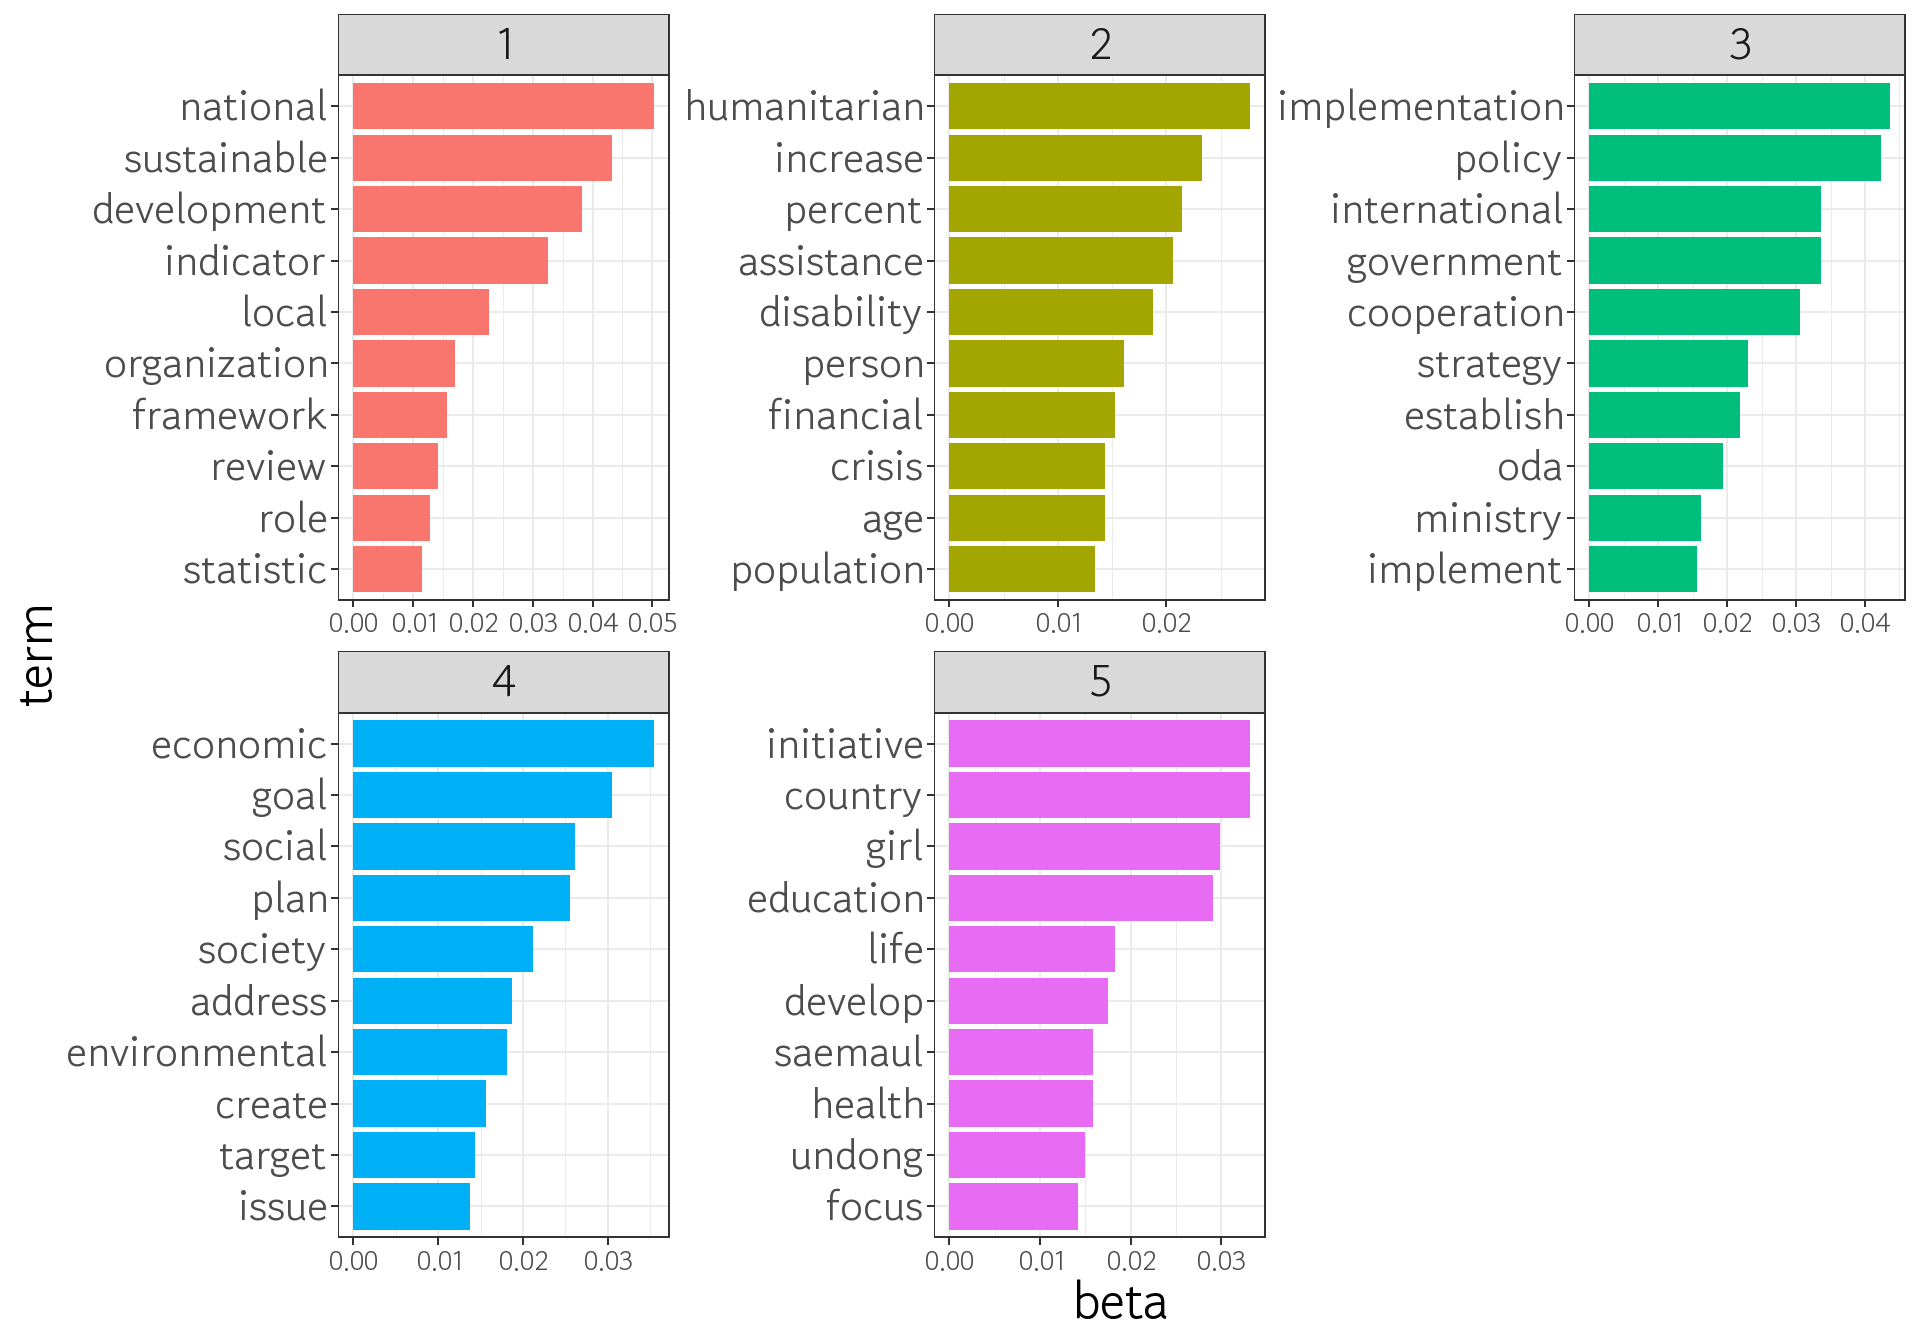 term
1
national
sustainable
development
indicator
local
organization
framework
review
role
statistic
0.00 0.01 0.02 0.03 0.04 0.05
2
humanitarian
increase
percent
assistance
disability
person
financial
crisis
age
population
0.00 0.01 0.02
3
implementation
policy
international
government
cooperation
strategy
establish
oda
ministry
implement
0.00 0.01 0.02 0.03 0.04
4
economic
goal
social
plan
society
address
environmental
create
target
issue
0.00 0.01 0.02 0.03
5
initiative
country
girl
education
life
develop
saemaul
health
undong
focus
0.00 0.01 0.02 0.03
beta